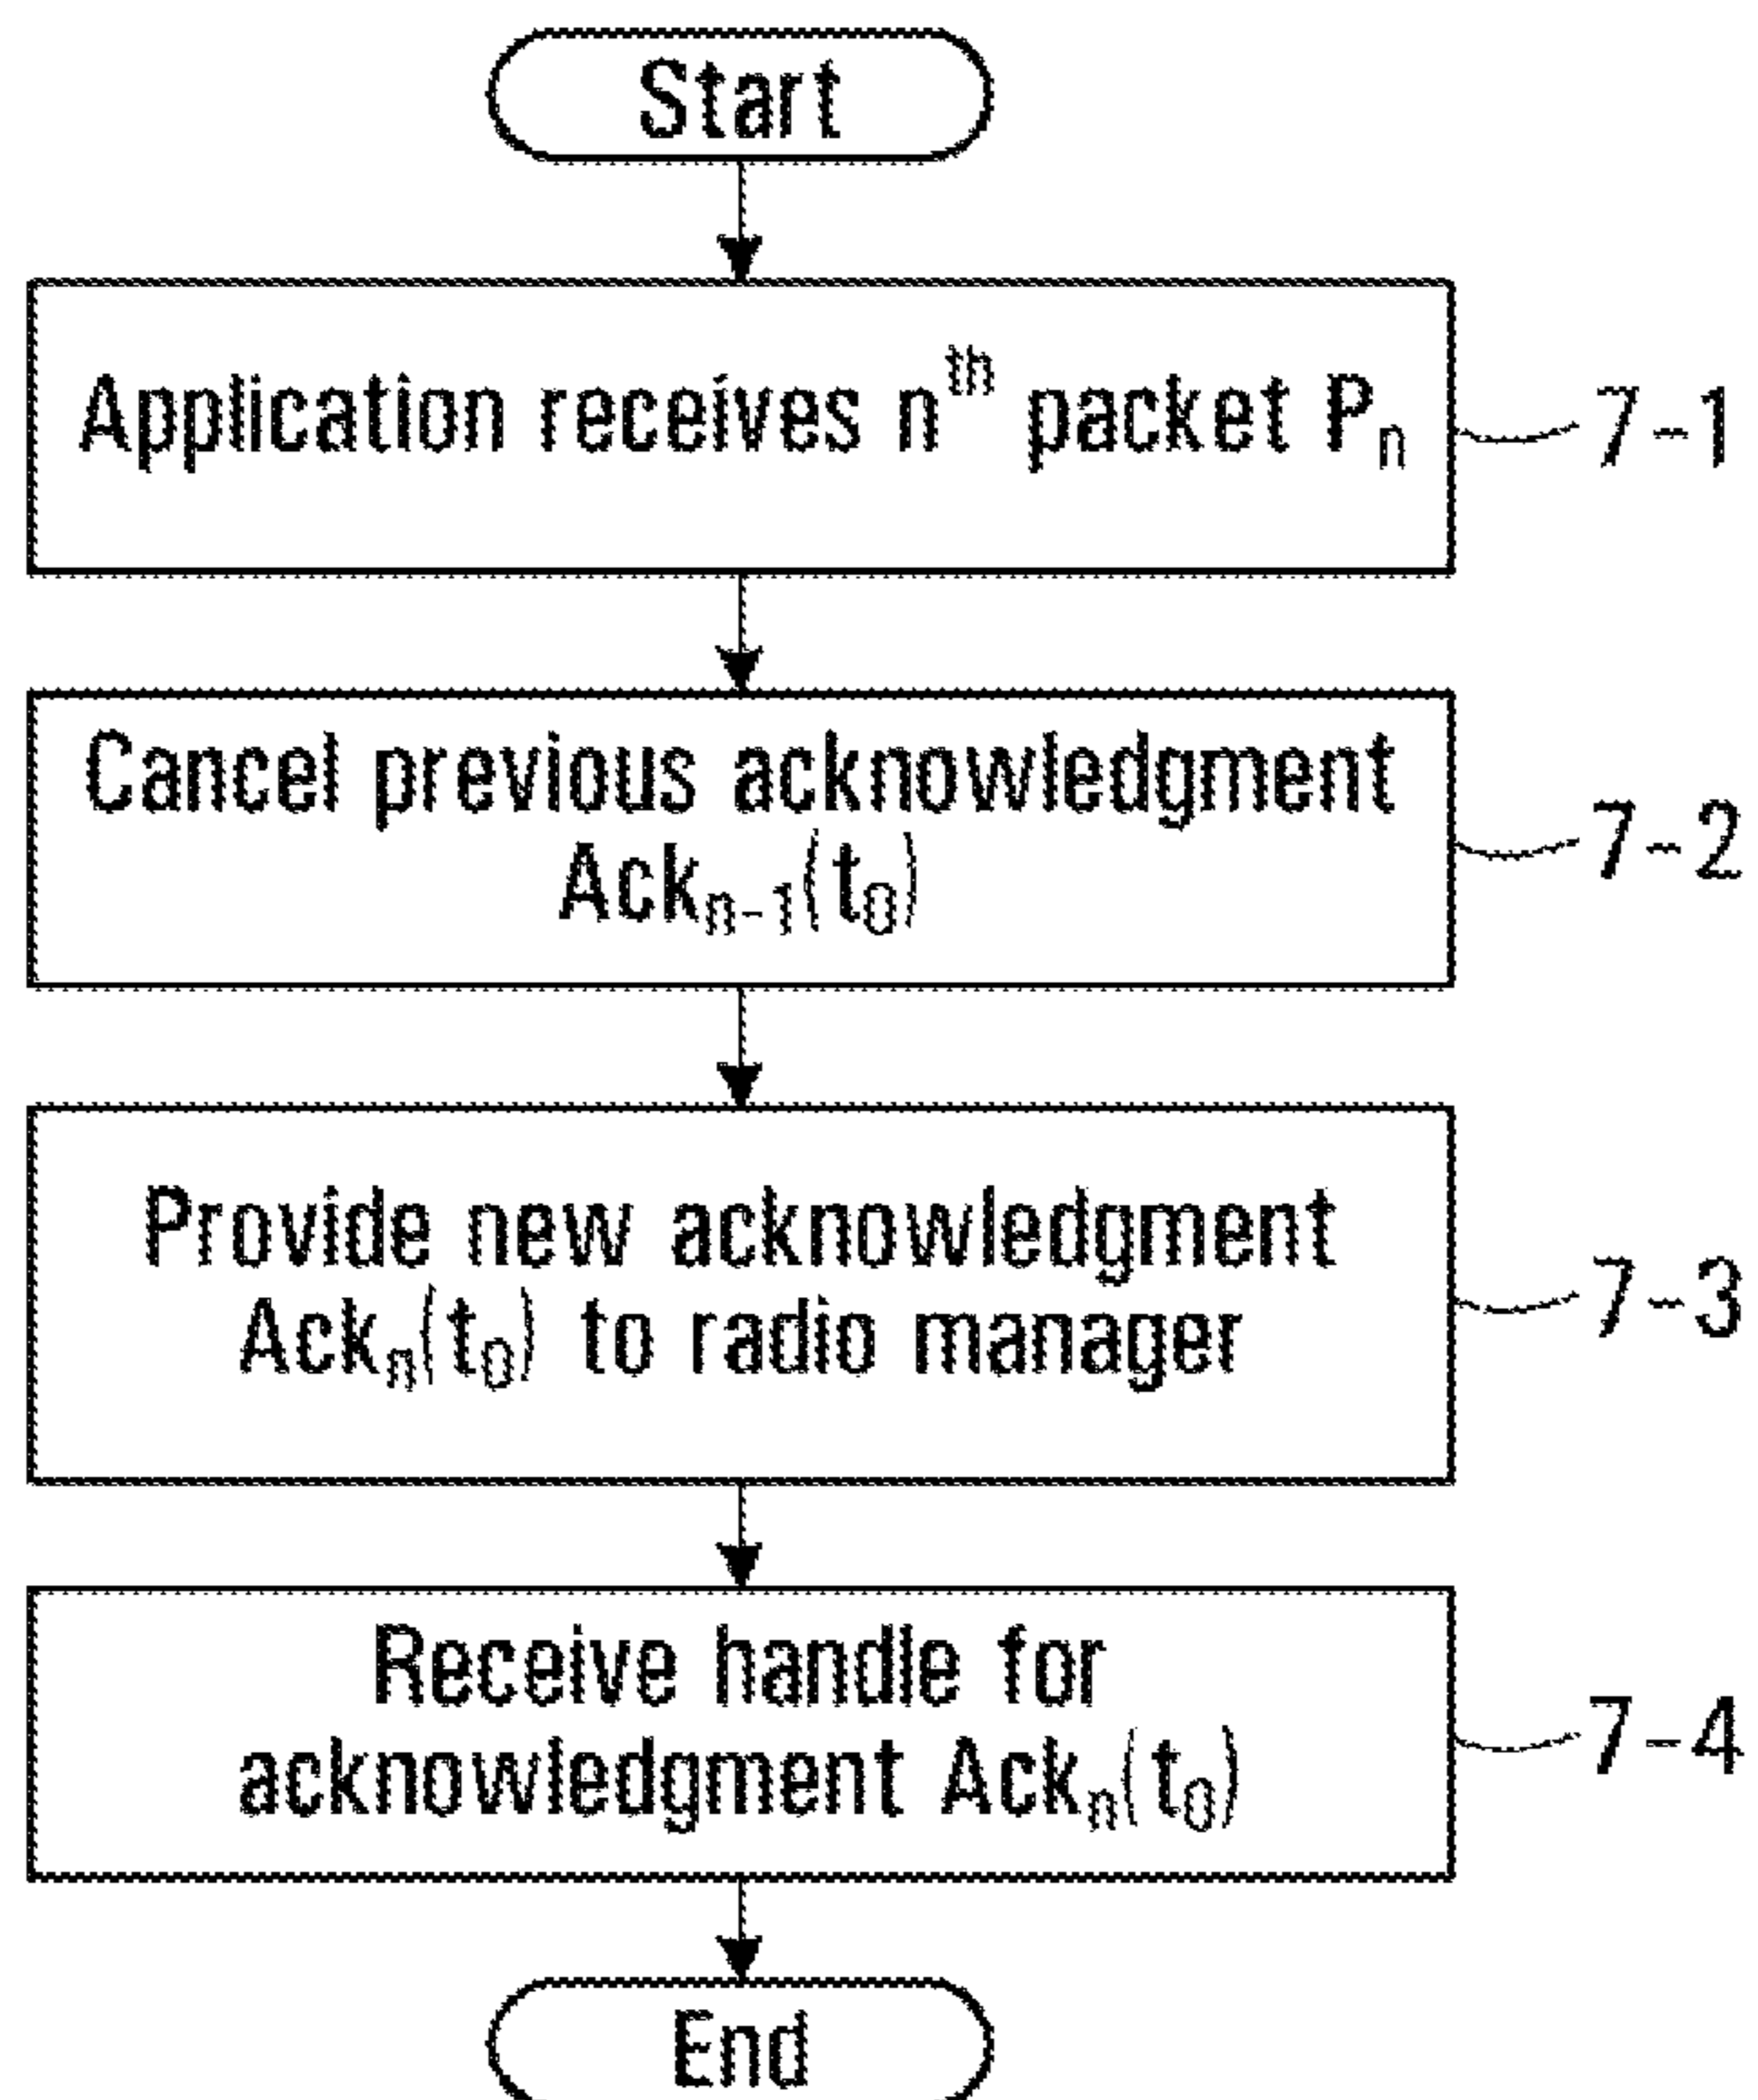 Start
Application receives nth packet Pn
7-1
Cancel previous acknowledgment
Ackn-1(t0)
7-2
Provide new acknowledgment
Ackn(t0) to radio manager
7-3
Receive handle for
acknowledgment Ackn(t0)
7-4
End